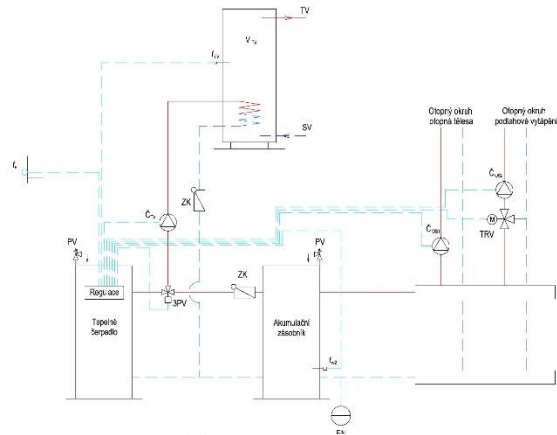 TV
SV
Otopný okruh
otopná tělesa
Otopný okruh
podlahové vytápění
ZK
TRV
M
PV
Regulace
Tepelné
čerpadlo
3PV
ZK
PV
Akumulační
zásobník
EN